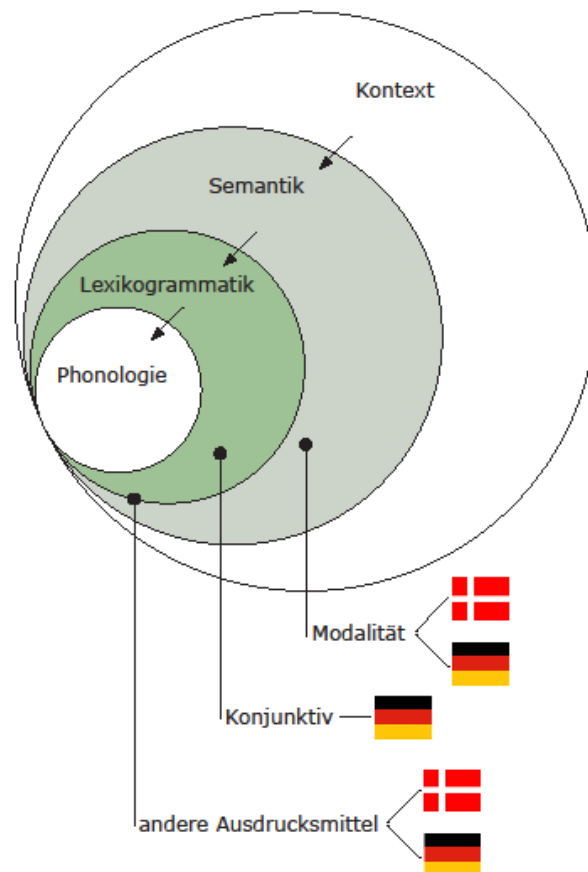 Kontext
Semantik
Lexikogrammatik
Phonologie
Modalität
Konjunktiv
andere Ausdrucksmittel